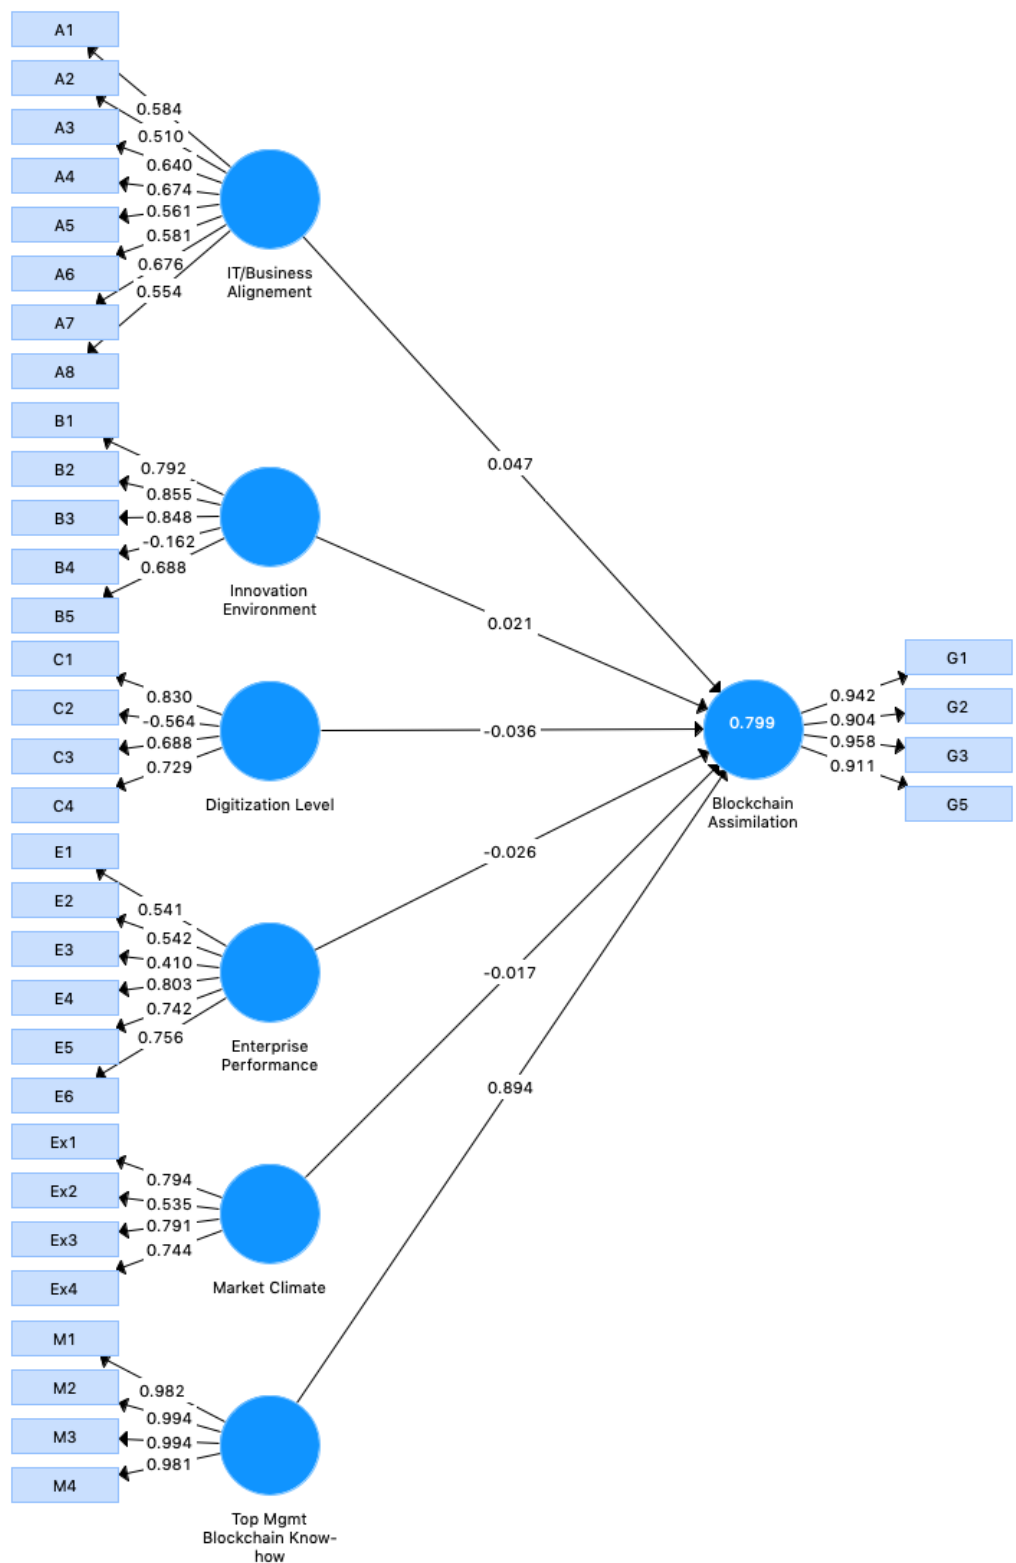 A1
A2
A3
A4
A5
A6
A7
A8
0.584
0.510
0.640
0.674
0.561
0.581
0.676
0.554
IT/Business
Alignement
0.047
B1
B2
B3
B4
B5
0.792
0.855
0.848
-0.162
0.688
Innovation
Environment
0.021
C1
C2
C3
C4
0.830
-0.564
0.688
0.729
Digitization Level
-0.036
E1
E2
E3
E4
E5
E6
0.541
0.542
0.410
0.803
0.742
0.756
Enterprise
Performance
-0.026
Ex1
Ex2
Ex3
Ex4
0.794
0.535
0.791
0.744
Market Climate
-0.017
M1
M2
M3
M4
0.982
0.994
0.994
0.981
Top Mgmt
Blockchain Know-
how
0.894
0.799
Blockchain
Assimilation
0.942
0.904
0.958
0.911
G1
G2
G3
G5